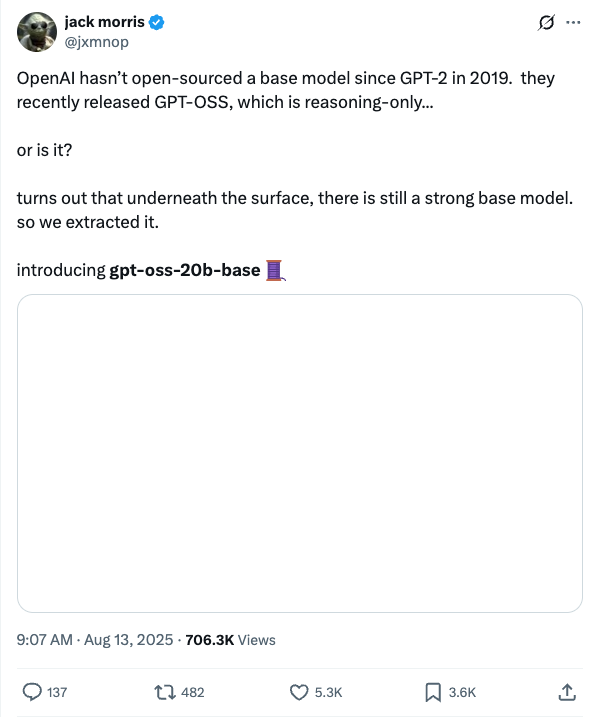 jack morris
@jxmnop
OpenAI hasn’t open-sourced a base model since GPT-2 in 2019.  they
recently released GPT-OSS, which is reasoning-only...
or is it?
turns out that underneath the surface, there is still a strong base model.
so we extracted it.
introducing gpt-oss-20b-base 🧵
9:07 AM · Aug 13, 2025 · 706.3K Views
137 482 5.3K 3.6K